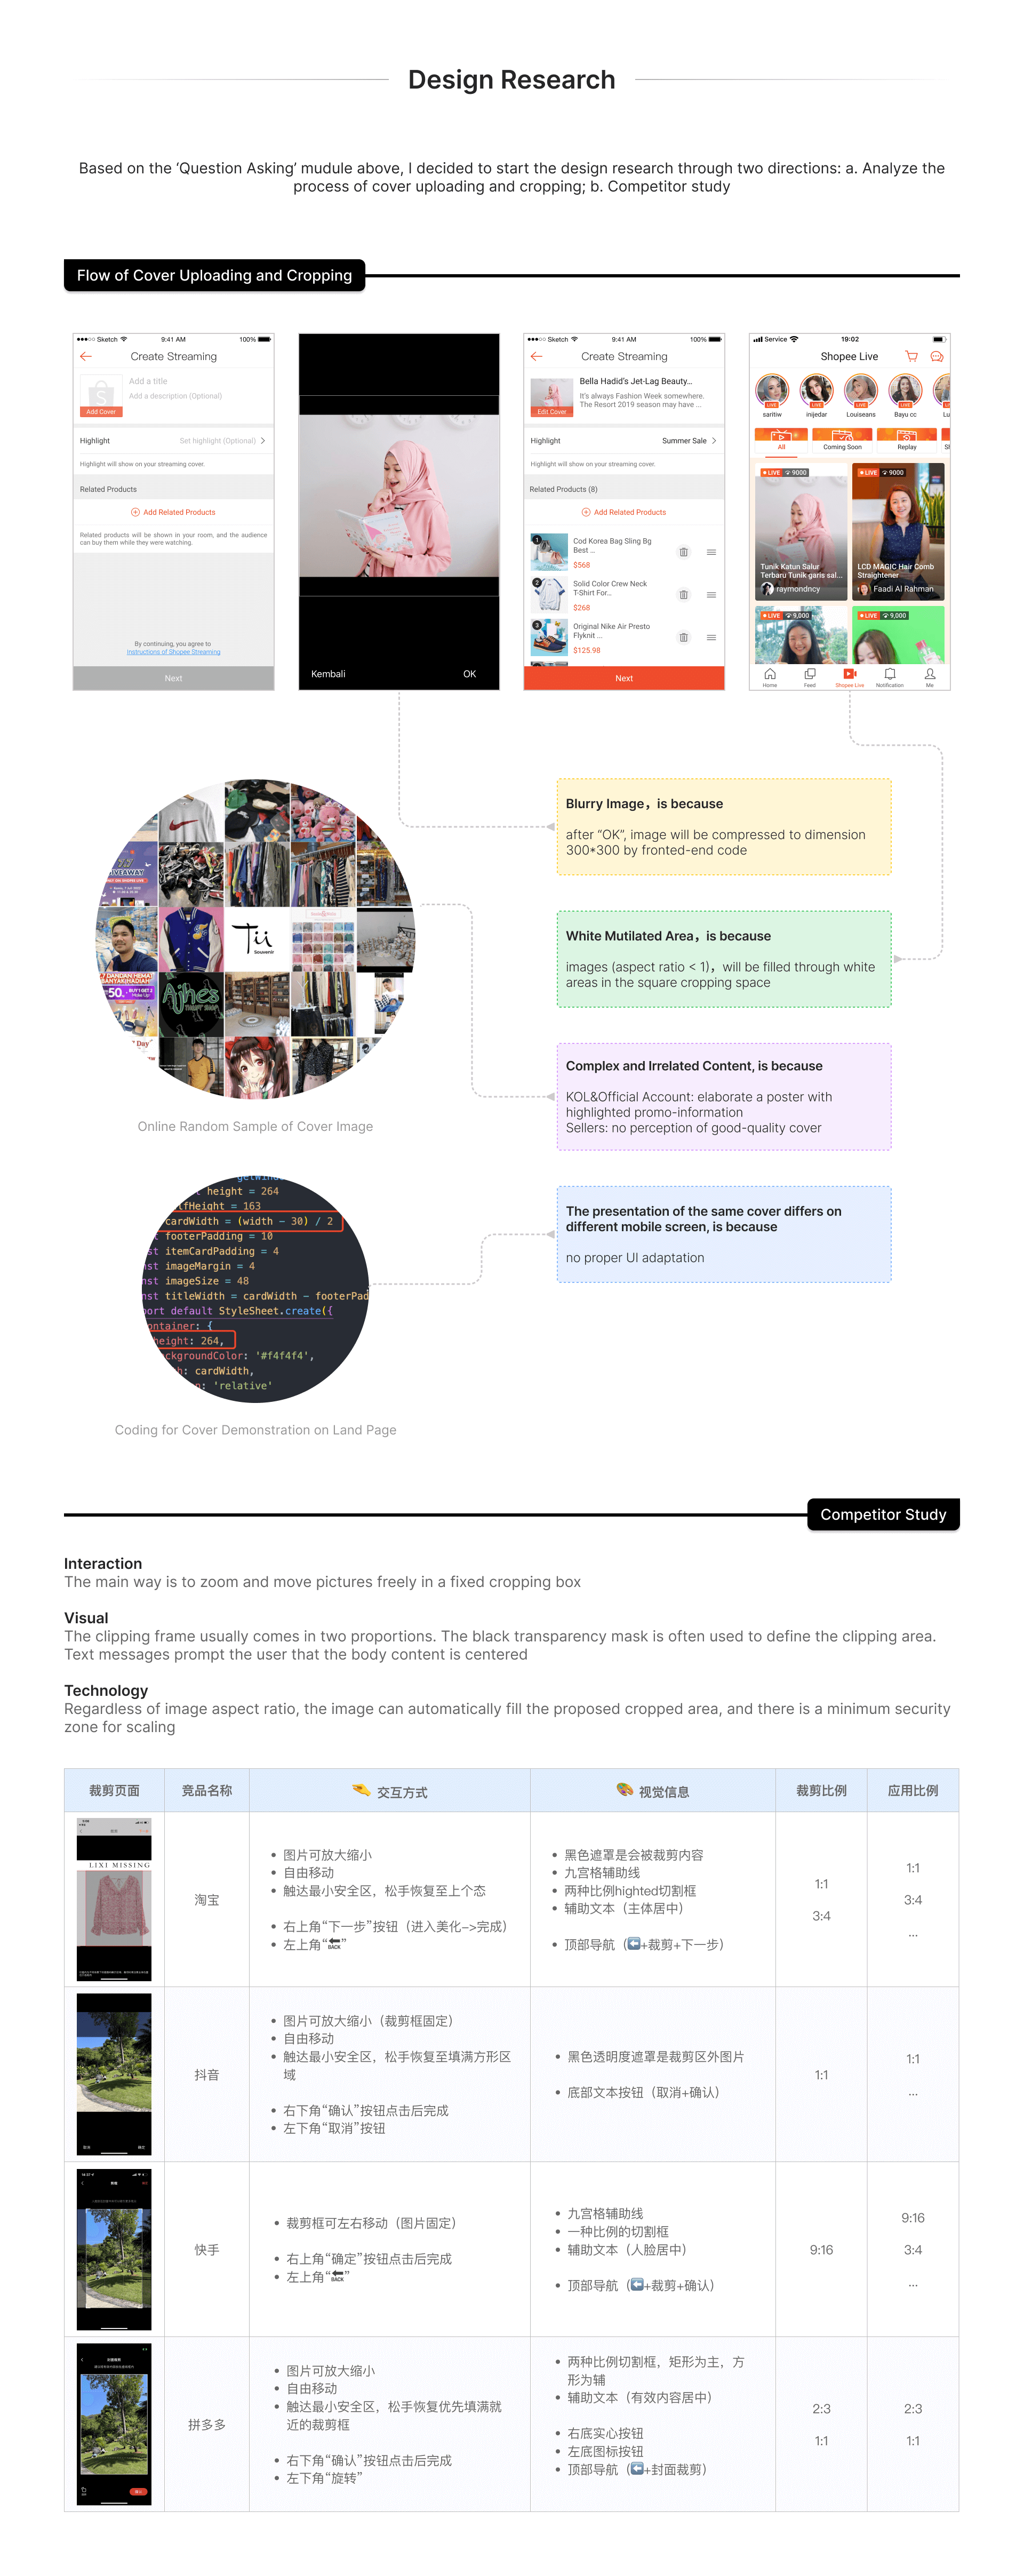 Design Research
Based on the ‘Question Asking’ mudule above, I decided to start the design research through two directions: a. Analyze the
process of cover uploading and cropping; b. Competitor study
Flow of Cover Uploading and Cropping
Sketch 9:41 AM 100%
Create Streaming
Add a title
Add a description (Optional)
Add Cover
Highlight Set highlight (Optional)
Highlight will show on your streaming cover.
Related Products
Add Related Products
Related products will be shown in your room, and the audience
can buy them while they were watching.
By continuing, you agree to
Instructions of Shopee Streaming
Next
Kembali OK
Sketch 9:41 AM 100%
Create Streaming
Bella Hadid’s Jet-Lag Beauty...
It’s always Fashion Week somewhere.
The Resort 2019 season may have ...
Edit Cover
Highlight Summer Sale
Highlight will show on your streaming cover.
Related Products (8)
Add Related Products
1
Cod Korea Bag Sling Bg
Best ...
$568
2
Solid Color Crew Neck
T-Shirt For...
$268
3
Original Nike Air Presto
Flyknit ...
$125.98
Next
Service 19:02
Shopee Live
LIVE LIVE LIVE LIVE
saritiw inijedar Louiseans Bayu cc Lu
All Coming Soon Replay
LIVE 9000
LIVE 9000
Tunik Katun Salur
Terbaru Tunik garis sal...
raymondncy
LCD MAGIC Hair Comb
Straightener
Faadi Al Rahman
LIVE 9,000
LIVE 9,000
Home Feed Shopee Live Notification Me
Blurry Image，is because
after “OK”, image will be compressed to dimension
300*300 by fronted-end code
White Mutilated Area，is because
images (aspect ratio < 1)，will be filled through white
areas in the square cropping space
Complex and Irrelated Content, is because
KOL&Official Account: elaborate a poster with
highlighted promo-information
Sellers: no perception of good-quality cover
The presentation of the same cover differs on
different mobile screen, is because
no proper UI adaptation
IVEAWAY
Tii
Souvenir
DANDAN HEMAT
50
BUY1 GET2
Ajhes
THRIFT SHOP
Day
Online Random Sample of Cover Image
height = 264
lfHeight = 163
cardWidth = (width - 30) / 2
footerPadding = 10
st itemCardPadding = 4
st imageMargin = 4
nst imageSize = 48
st titleWidth = cardWidth - footerPad
ort default StyleSheet.create({
ontainer: {
height: 264,
ckgroundColor: '#f4f4f4',
h: cardWidth,
n: 'relative'
Coding for Cover Demonstration on Land Page
Competitor Study
Interaction
The main way is to zoom and move pictures freely in a fixed cropping box
Visual
The clipping frame usually comes in two proportions. The black transparency mask is often used to define the clipping area.
Text messages prompt the user that the body content is centered
Technology
Regardless of image aspect ratio, the image can automatically fill the proposed cropped area, and there is a minimum security
zone for scaling
裁剪页面 竞品名称 交互方式 视觉信息 裁剪比例 应用比例
LIXI MISSING
淘宝
图片可放大缩小
自由移动
触达最小安全区，松手恢复至上个态
右上角“下一步”按钮（进入美化->完成）
左上角“BACK”
黑色遮罩是会被裁剪内容
九宫格辅助线
两种比例highted切割框
辅助文本（主体居中）
顶部导航（+裁剪+下一步）
1:1
3:4
1:1
3:4
...
取消 确定
抖音
图片可放大缩小（裁剪框固定）
自由移动
触达最小安全区，松手恢复至填满方形区
域
右下角“确认”按钮点击后完成
左下角“取消”按钮
黑色透明度遮罩是裁剪区外图片
底部文本按钮（取消+确认）
1:1
1:1
...
快手
裁剪框可左右移动（图片固定）
右上角“确定”按钮点击后完成
左上角“BACK”
九宫格辅助线
一种比例的切割框
辅助文本（人脸居中）
顶部导航（+裁剪+确认）
9:16
9:16
3:4
...
拼多多
图片可放大缩小
自由移动
触达最小安全区，松手恢复优先填满就
近的裁剪框
右下角“确认”按钮点击后完成
左下角“旋转”
两种比例切割框，矩形为主，方
形为辅
辅助文本（有效内容居中）
右底实心按钮
左底图标按钮
顶部导航（+封面裁剪）
2:3
1:1
2:3
1:1